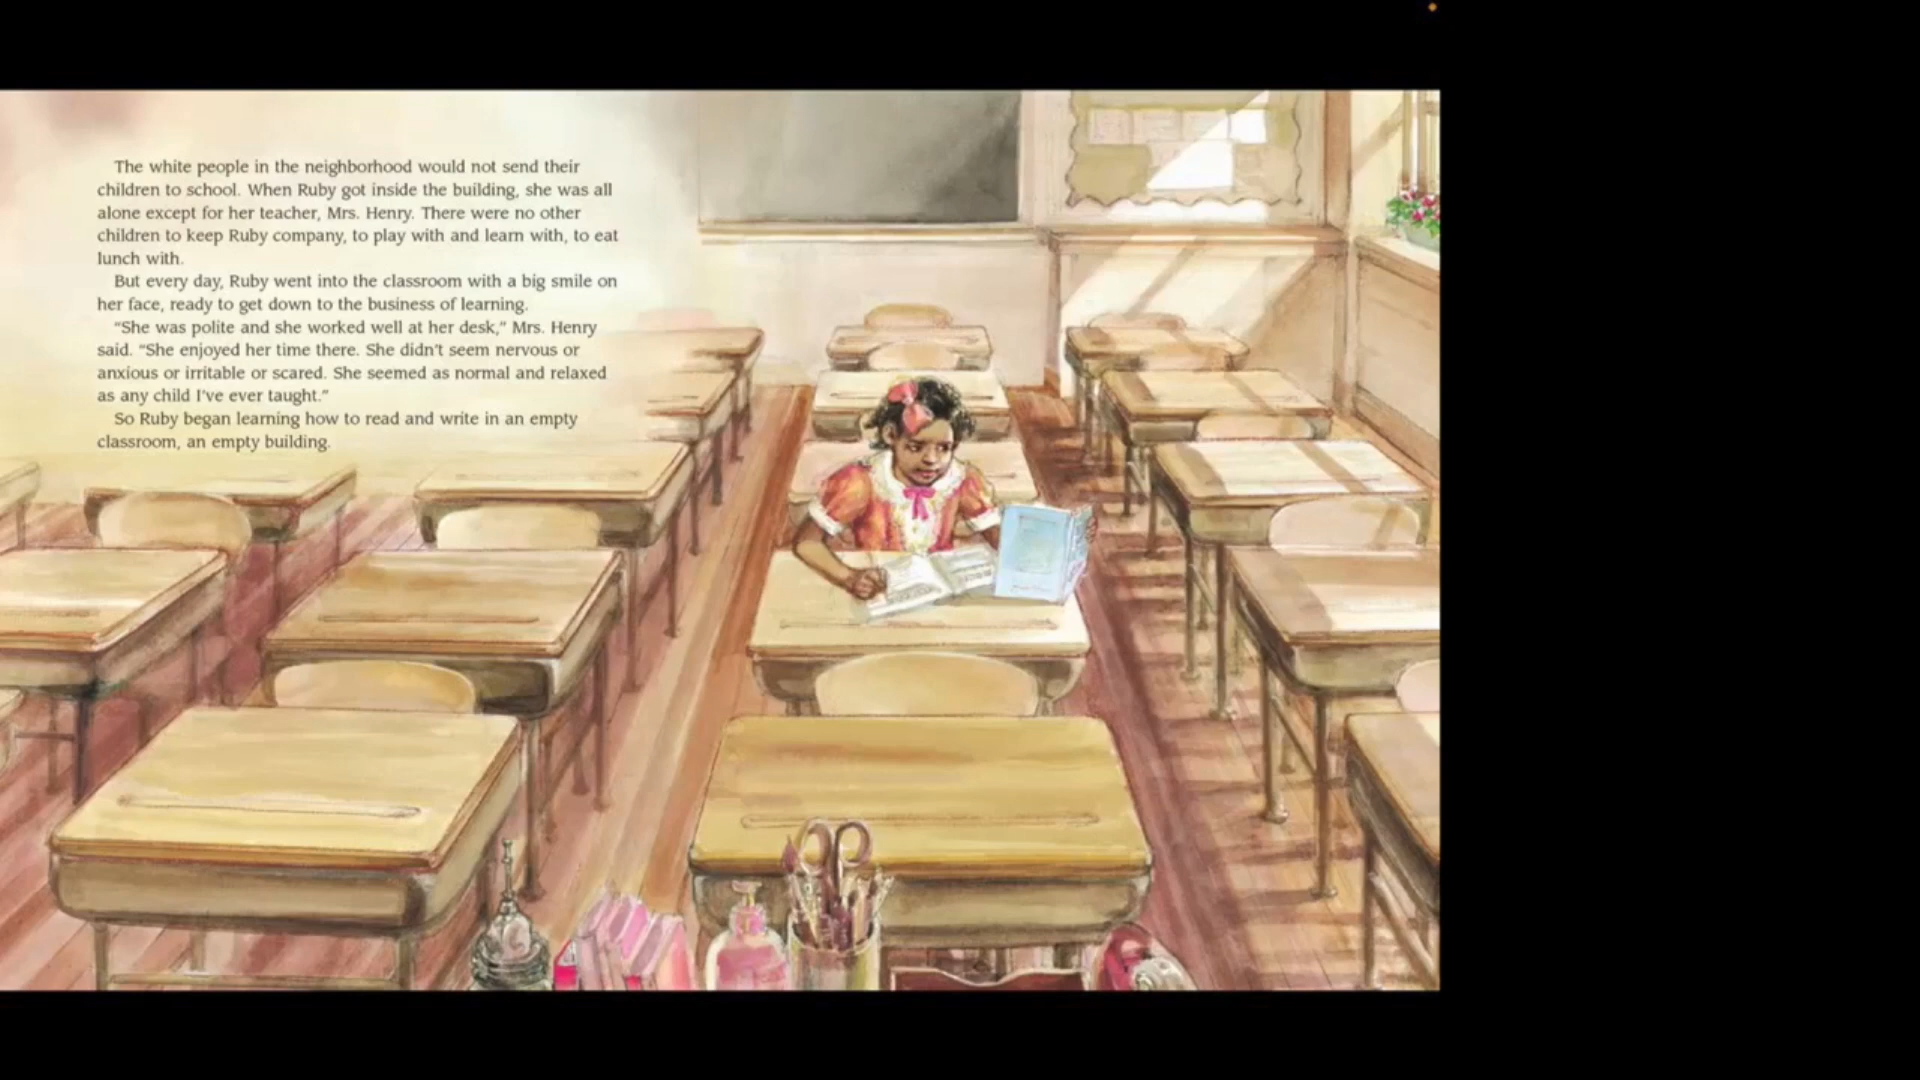 The white people in the neighborhood would not send their
children to school. When Ruby got inside the building, she was all
alone except for her teacher, Mrs. Henry. There were no other
children to keep Ruby company, to play with and learn with, to eat
lunch with.
But every day, Ruby went into the classroom with a big smile on
her face, ready to get down to the business of learning.
“She was polite and she worked well at her desk,” Mrs. Henry
said. “She enjoyed her time there. She didn’t seem nervous or
anxious or irritable or scared. She seemed as normal and relaxed
as any child I’ve ever taught.”
So Ruby began learning how to read and write in an empty
classroom, an empty building.